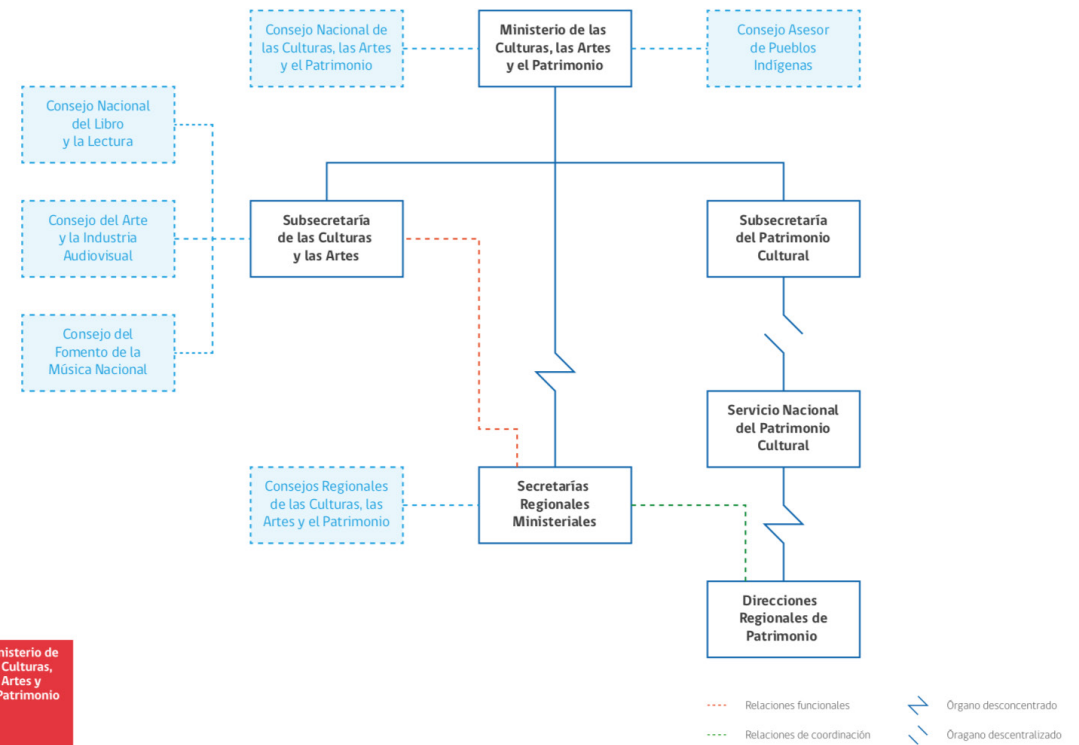 Consejo Nacional de
las Culturas, las Artes
y el Patrimonio
Ministerio de las
Culturas, las Artes
y el Patrimonio
Consejo Asesor
de Pueblos
Indígenas
Consejo Nacional
del Libro
y la Lectura
Consejo del Arte
y la Industria
Audiovisual
Subsecretaría
de las Culturas
y las Artes
Subsecretaría
del Patrimonio
Cultural
Consejo del
Fomento de la
Música Nacional
Servicio Nacional
del Patrimonio
Cultural
Consejos Regionales
de las Culturas, las
Artes y el Patrimonio
Secretarías
Regionales
Ministeriales
Direcciones
Regionales de
Patrimonio
nisterio de
Culturas,
Artes y
Patrimonio
Relaciones funcionales
Órgano desconcentrado
Relaciones de coordinación
Óragano descentralizado